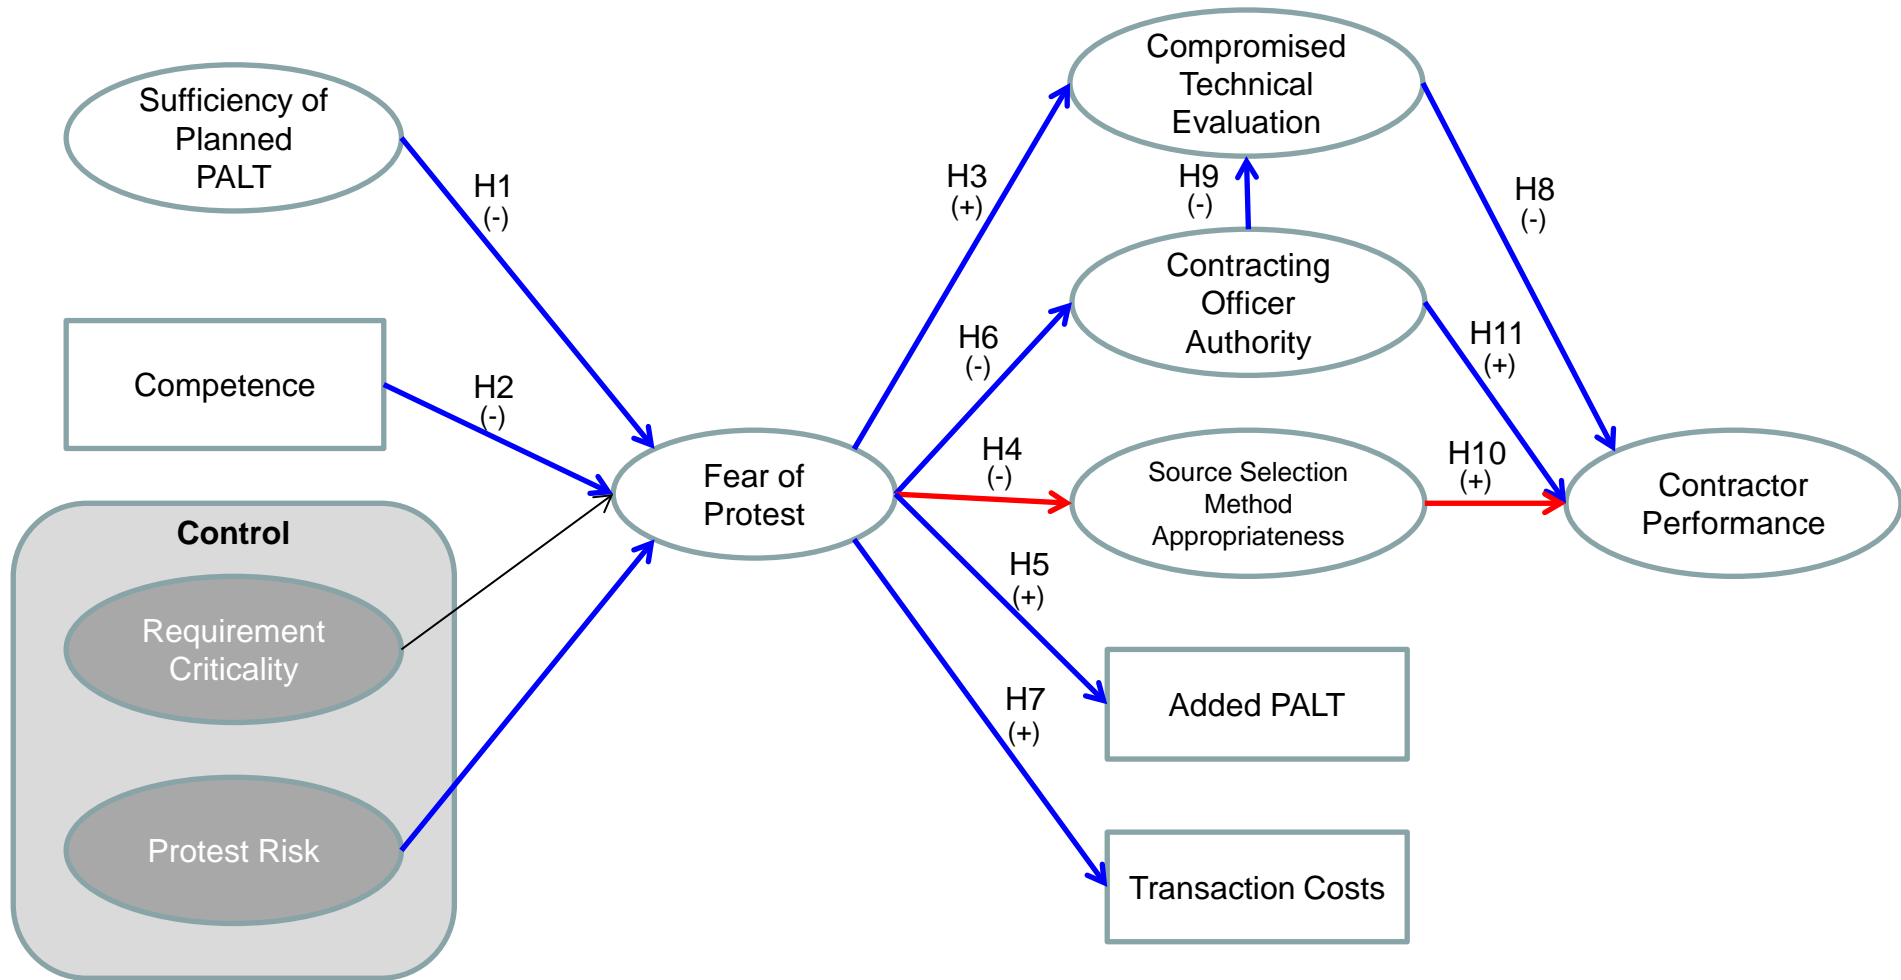 Sufficiency of
Planned
PALT
H1
(-)
Competence
H2
(-)
Control
Requirement
Criticality
Protest Risk
Fear of
Protest
H3
(+)
H6
(-)
H4
(-)
H5
(+)
H7
(+)
Compromised
Technical
Evaluation
H9
(-)
Contracting
Officer
Authority
Source Selection
Method
Appropriateness
Added PALT
Transaction Costs
H8
(-)
H11
(+)
H10
(+)
Contractor
Performance